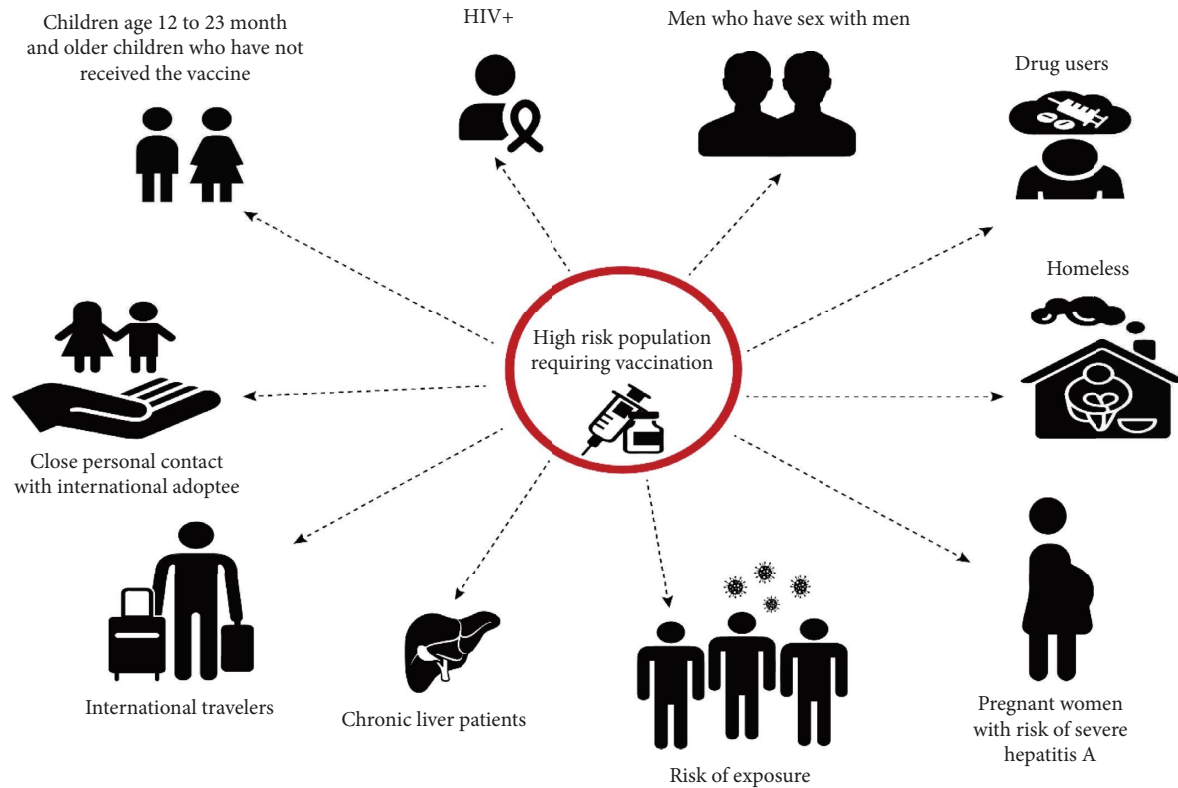 Children age 12 to 23 month
and older children who have not
received the vaccine
HIV+
Men who have sex with men
Drug users
Homeless
High risk population
requiring vaccination
Close personal contact
with international adoptee
International travelers
Chronic liver patients
Risk of exposure
Pregnant women
with risk of severe
hepatitis A